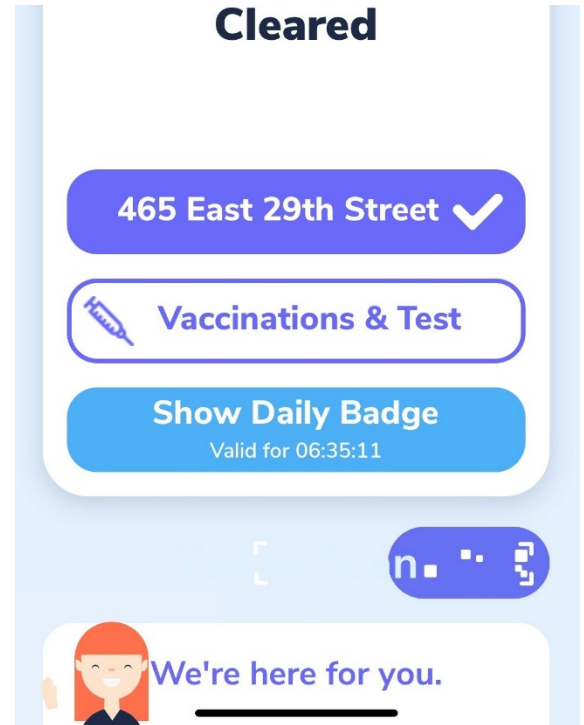 Cleared
465 East 29th Street
Vaccinations & Test
Show Daily Badge
Valid for 06:35:11
We're here for you.